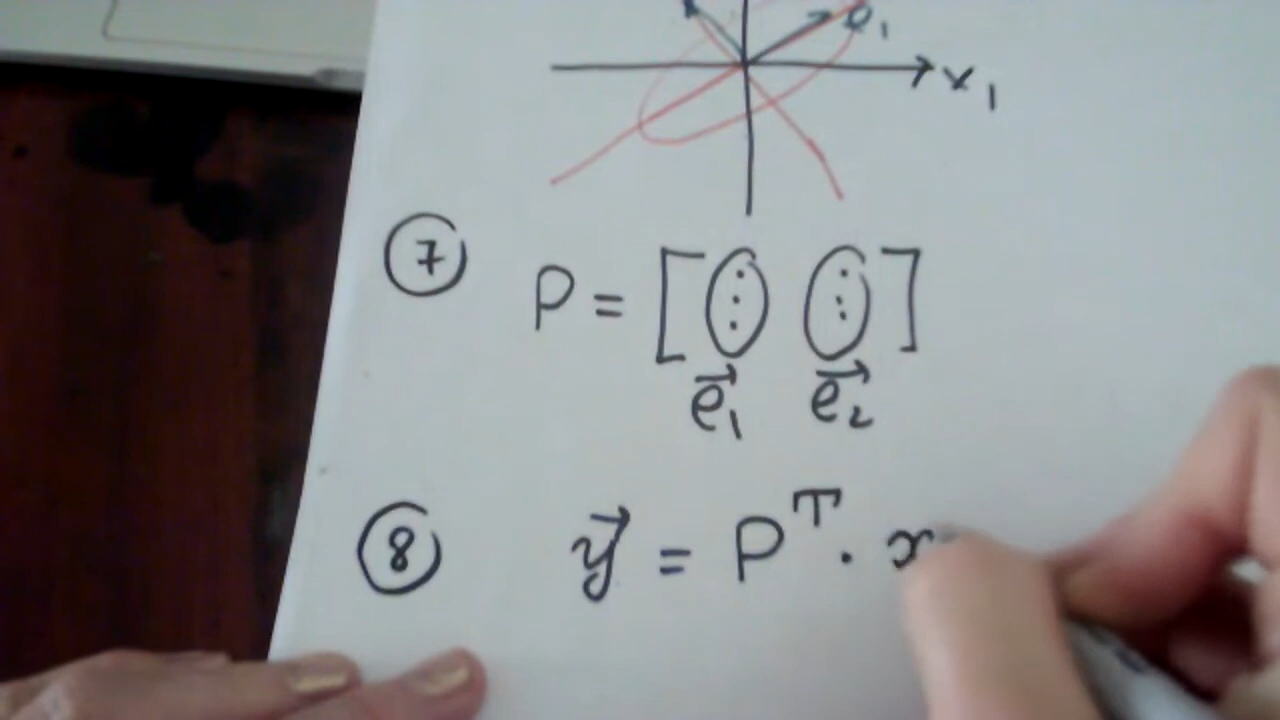 e₁
x₁
⑦ P = [⋮ ⋮]
e⃗₁ e⃗₂
⑧ y⃗ = Pᵀ · x